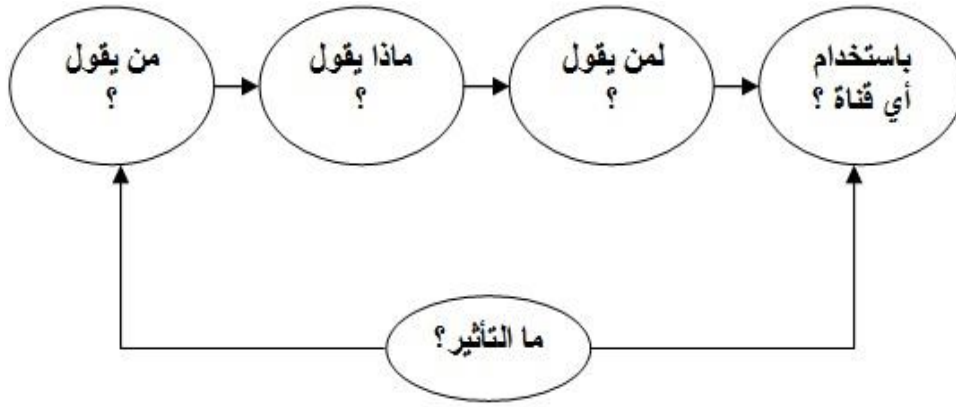 من يقول
؟
ماذا يقول
؟
لمن يقول
؟
باستخدام
أي قناة ؟
ما التأثير؟